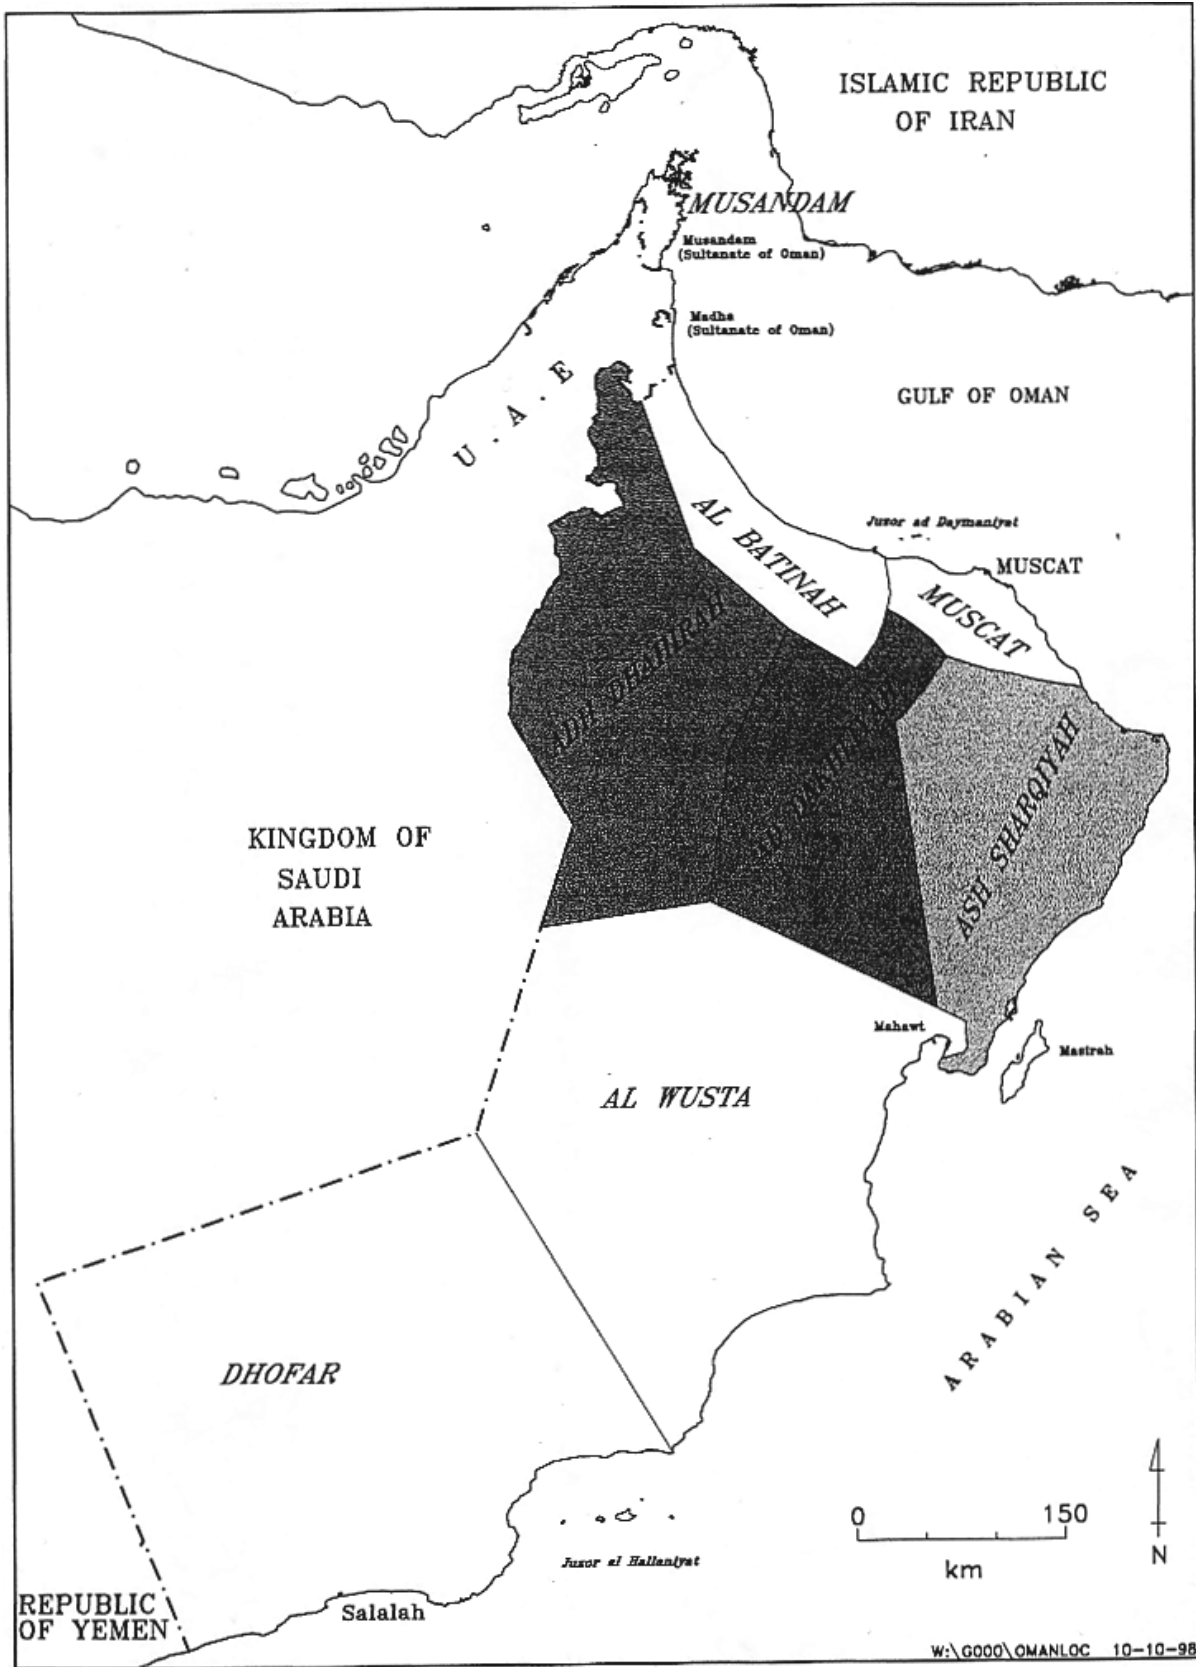 ISLAMIC REPUBLIC
OF IRAN
MUSANDAM
Musandam
(Sultanate of Oman)
Madha
(Sultanate of Oman)
U.A.E
GULF OF OMAN
AL BATINAH
Juzor ad Daymaniyat
MUSCAT
MUSCAT
ADH DHAHIRAH
AD DAKHLIYAH
ASH SHARQIYAH
KINGDOM OF
SAUDI
ARABIA
Mahawt
Masirah
AL WUSTA
ARABIAN SEA
DHOFAR
0 150
km
N
Juzor al Hallaniyat
Salalah
REPUBLIC
OF YEMEN
W:\G000\OMANLOC 10-10-98